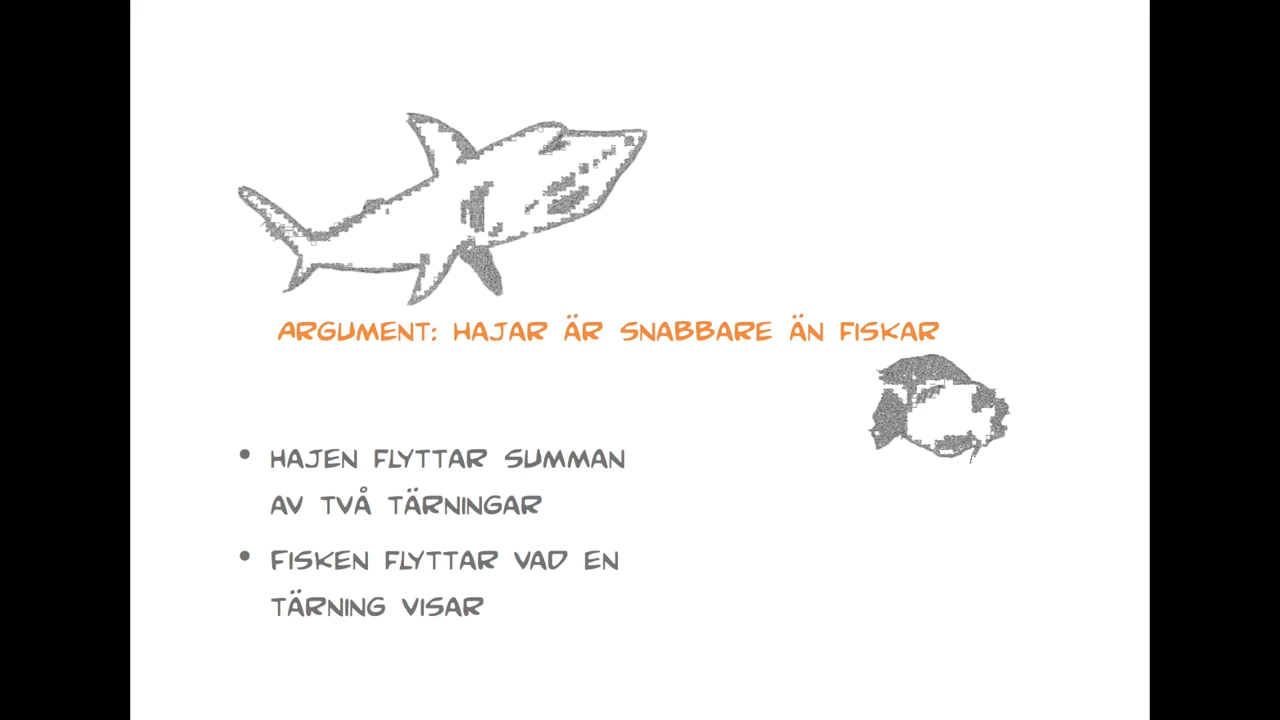 ARGUMENT: HAJAR ÄR SNABBARE ÄN FISKAR
• HAJEN FLYTTAR SUMMAN
AV TVÅ TÄRNINGAR
• FISKEN FLYTTAR VAD EN
TÄRNING VISAR